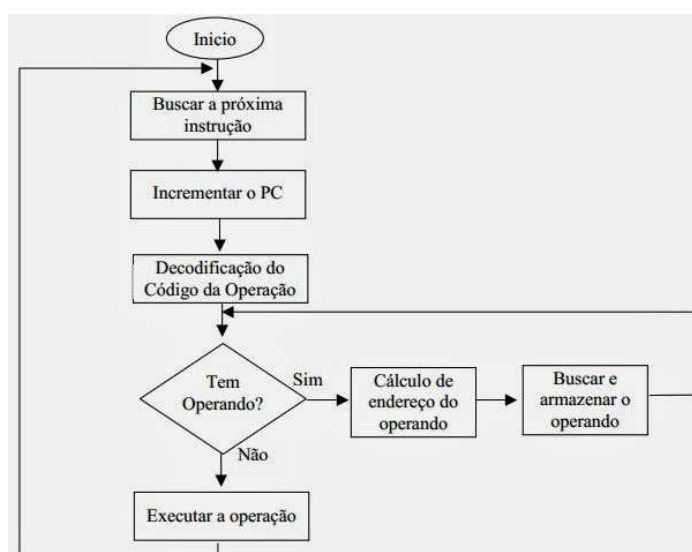 Inicio
Buscar a próxima
instrução
Incrementar o PC
Decodificação do
Código da Operação
Tem
Operando?
Sim
Cálculo de
endereço do
operando
Buscar e
armazenar o
operando
Não
Executar a operação